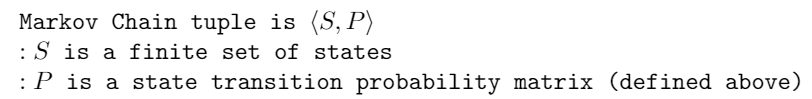 Markov Chain tuple is ⟨S, P⟩
: S is a finite set of states
: P is a state transition probability matrix (defined above)